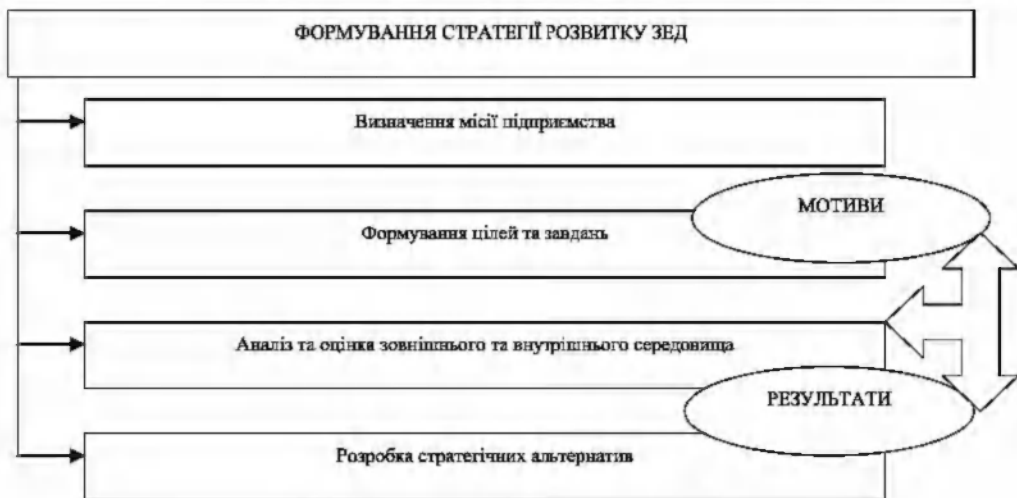 ФОРМУВАННЯ СТРАТЕГІЇ РОЗВИТКУ ЗЕД
Визначення місії підприємства
МОТИВИ
Формування цілей та завдань
Аналіз та оцінка зовнішнього та внутрішнього середовища
РЕЗУЛЬТАТИ
Розробка стратегічних альтернатив